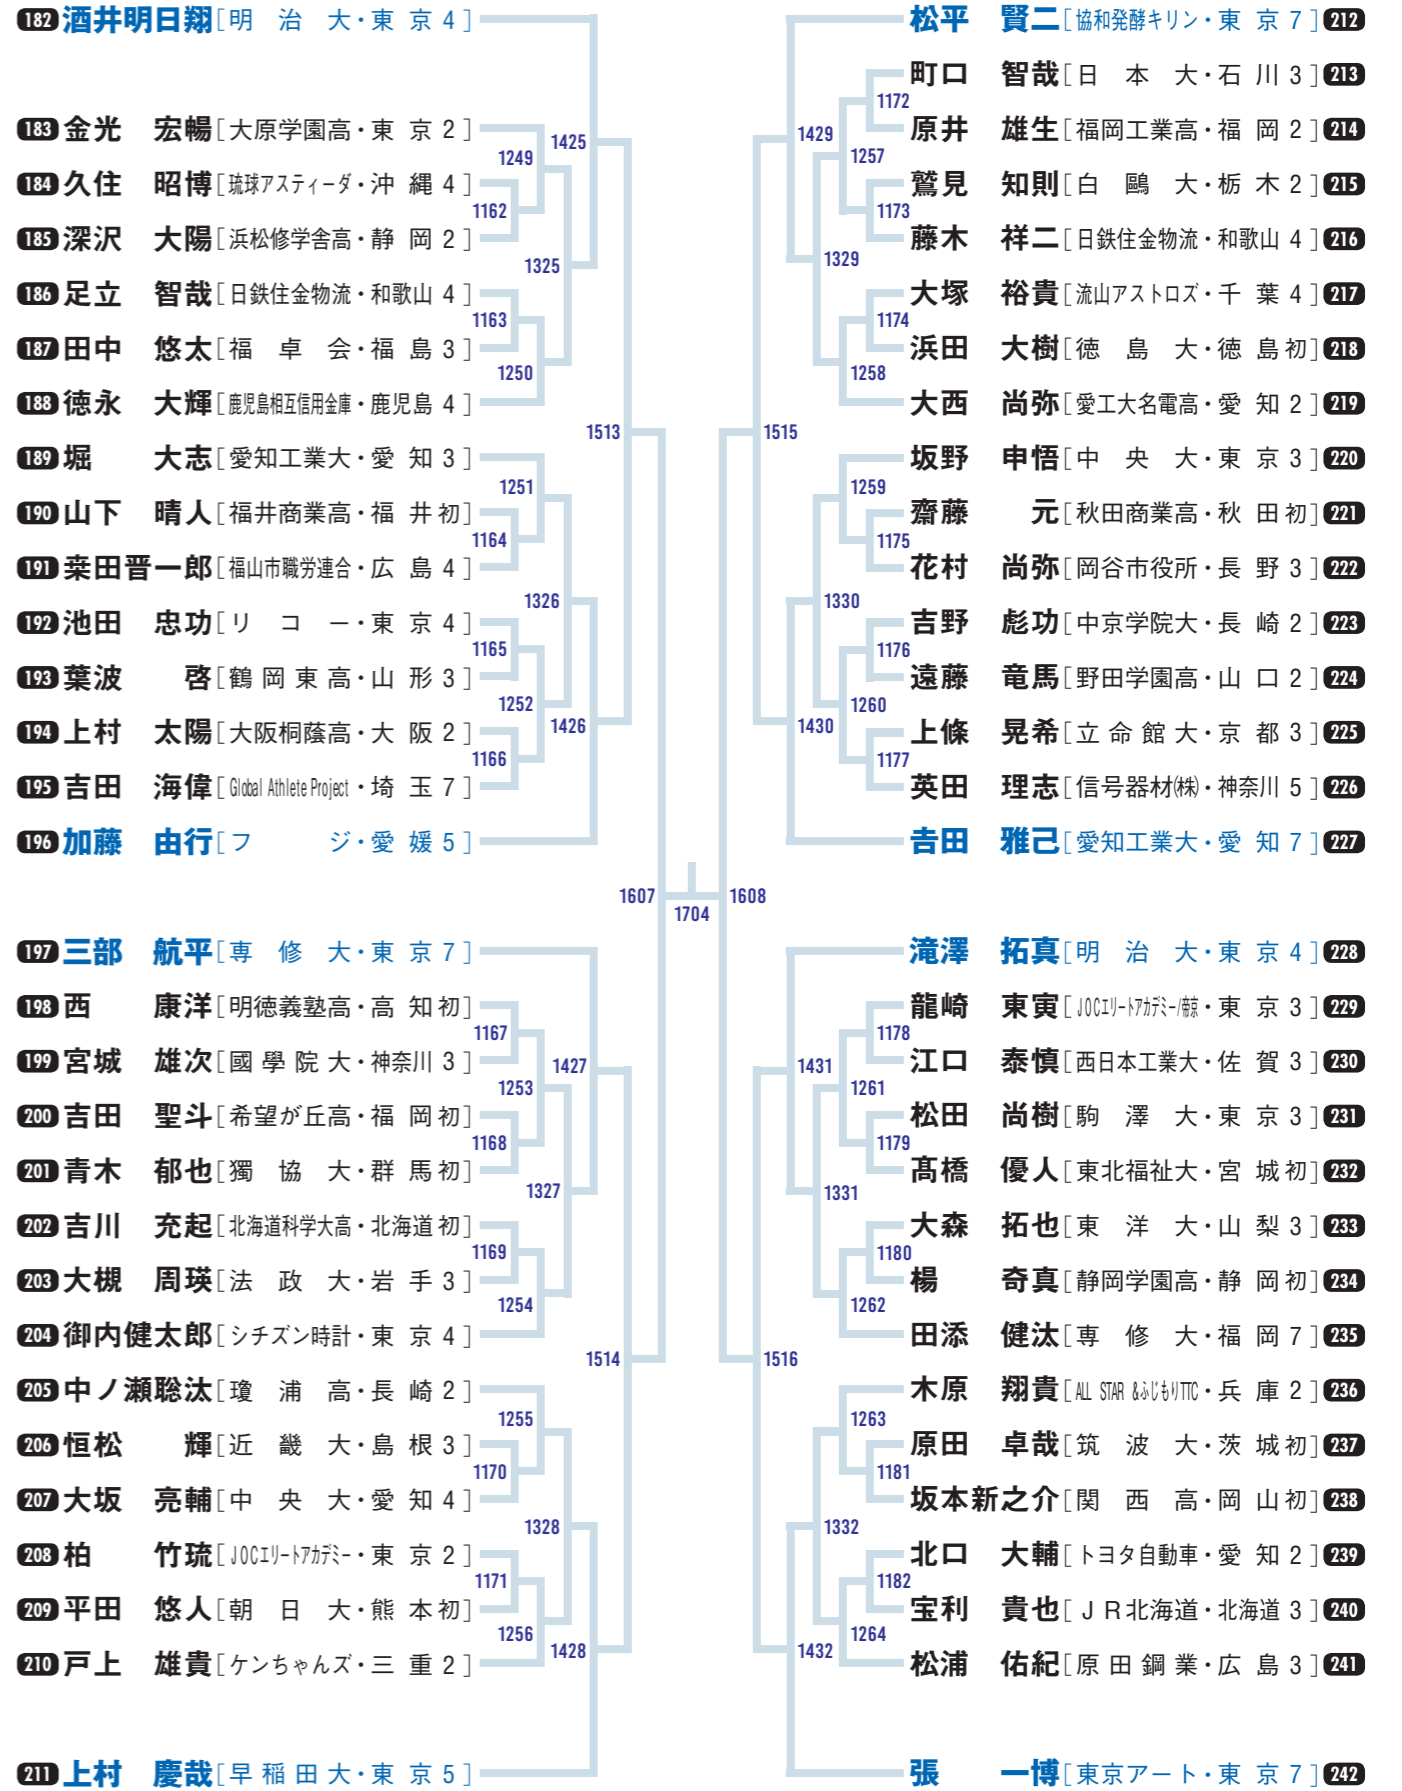 182 酒井明日翔［明治大・東京4］
183 金光 宏暢［大原学園高・東京2］
184 久住 昭博［琉球アスティーダ・沖縄4］
185 深沢 大陽［浜松修学舎高・静岡2］
186 足立 智哉［日鉄住金物流・和歌山4］
187 田中 悠太［福卓会・福島3］
188 徳永 大輝［鹿児島相互信用金庫・鹿児島4］
189 堀 大志［愛知工業大・愛知3］
190 山下 晴人［福井商業高・福井初］
191 桒田晋一郎［福山市職労連合・広島4］
192 池田 忠功［リコー・東京4］
193 葉波 啓［鶴岡東高・山形3］
194 上村 太陽［大阪桐蔭高・大阪2］
195 吉田 海偉［Global Athlete Project・埼玉7］
196 加藤 由行［フジ・愛媛5］
197 三部 航平［専修大・東京7］
198 西 康洋［明徳義塾高・高知初］
199 宮城 雄次［國學院大・神奈川3］
200 吉田 聖斗［希望が丘高・福岡初］
201 青木 郁也［獨協大・群馬初］
202 吉川 充起［北海道科学大高・北海道初］
203 大槻 周瑛［法政大・岩手3］
204 御内健太郎［シチズン時計・東京4］
205 中ノ瀬聡汰［瓊浦高・長崎2］
206 恒松 輝［近畿大・島根3］
207 大坂 亮輔［中央大・愛知4］
208 柏 竹琉［JOCエリートアカデミー・東京2］
209 平田 悠人［朝日大・熊本初］
210 戸上 雄貴［ケンちゃんズ・三重2］
211 上村 慶哉［早稲田大・東京5］
1162
1163
1164
1165
1166
1167
1168
1169
1170
1171
1249
1250
1251
1252
1253
1254
1255
1256
1325
1326
1327
1328
1425
1426
1427
1428
1513
1514
1607
1704
1608
1515
1516
1429
1430
1431
1432
1329
1330
1331
1332
1257
1258
1259
1260
1261
1262
1263
1264
1172
1173
1174
1175
1176
1177
1178
1179
1180
1181
1182
松平 賢二［協和発酵キリン・東京7］212
町口 智哉［日本大・石川3］213
原井 雄生［福岡工業高・福岡2］214
鷲見 知則［白鷗大・栃木2］215
藤木 祥二［日鉄住金物流・和歌山4］216
大塚 裕貴［流山アストロズ・千葉4］217
浜田 大樹［徳島大・徳島初］218
大西 尚弥［愛工大名電高・愛知2］219
坂野 申悟［中央大・東京3］220
齋藤 元［秋田商業高・秋田初］221
花村 尚弥［岡谷市役所・長野3］222
吉野 彪功［中京学院大・長崎2］223
遠藤 竜馬［野田学園高・山口2］224
上條 晃希［立命館大・京都3］225
英田 理志［信号器材㈱・神奈川5］226
𠮷田 雅己［愛知工業大・愛知7］227
滝澤 拓真［明治大・東京4］228
龍崎 東寅［JOCエリートアカデミー/帝京・東京3］229
江口 泰慎［西日本工業大・佐賀3］230
松田 尚樹［駒澤大・東京3］231
髙橋 優人［東北福祉大・宮城初］232
大森 拓也［東洋大・山梨3］233
楊 奇真［静岡学園高・静岡初］234
田添 健汰［専修大・福岡7］235
木原 翔貴［ALL STAR &ふじもりTTC・兵庫2］236
原田 卓哉［筑波大・茨城初］237
坂本新之介［関西高・岡山初］238
北口 大輔［トヨタ自動車・愛知2］239
宝利 貴也［JR北海道・北海道3］240
松浦 佑紀［原田鋼業・広島3］241
張 一博［東京アート・東京7］242